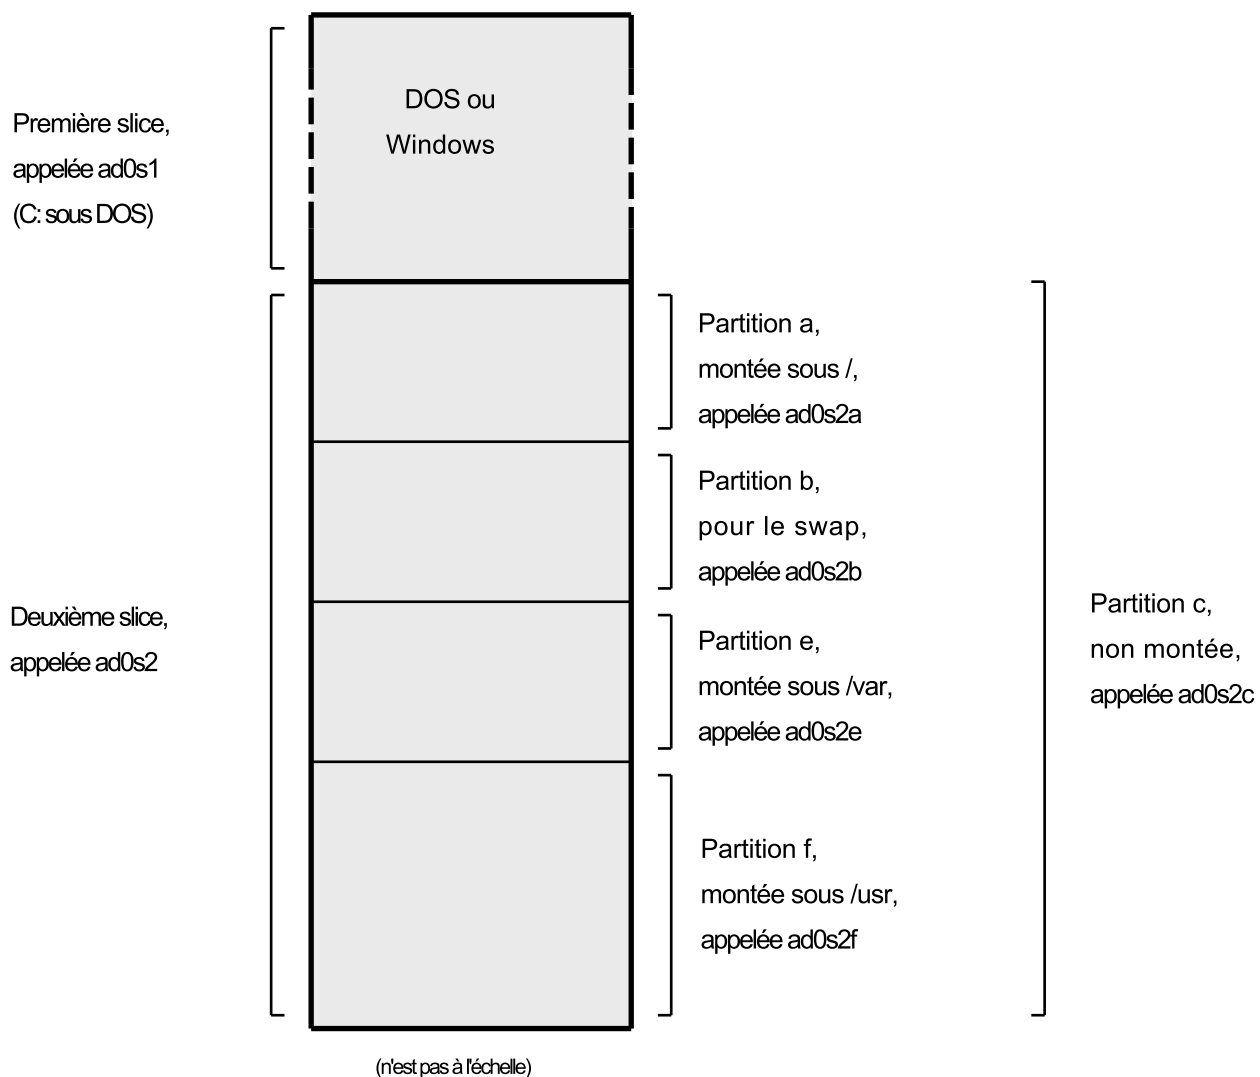 DOS ou
Windows
Première slice,
appelée ad0s1
(C: sous DOS)
Partition a,
montée sous /,
appelée ad0s2a
Partition b,
pour le swap,
appelée ad0s2b
Deuxième slice,
appelée ad0s2
Partition e,
montée sous /var,
appelée ad0s2e
Partition c,
non montée,
appelée ad0s2c
Partition f,
montée sous /usr,
appelée ad0s2f
(n'est pas à l'échelle)